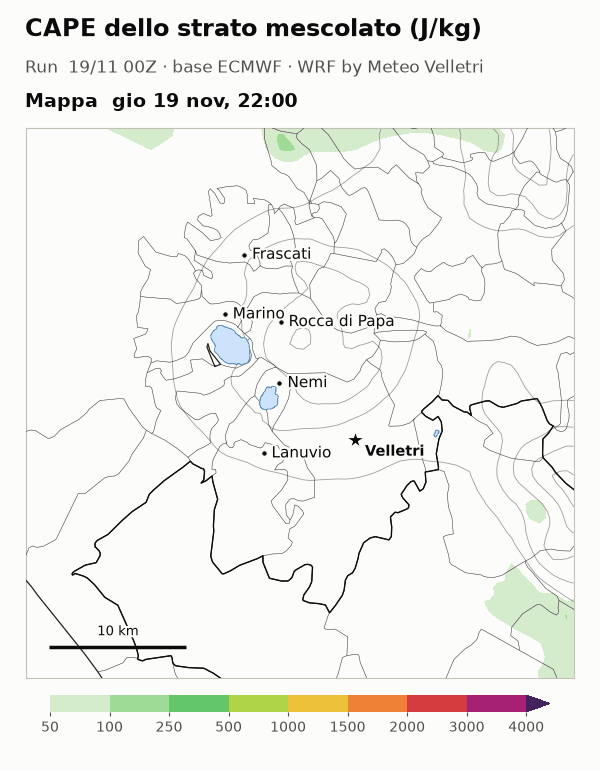 CAPE dello strato mescolato (J/kg)
Run  19/11 00Z · base ECMWF · WRF by Meteo Velletri
Mappa  gio 19 nov, 22:00
Frascati
Marino
Rocca di Papa
Nemi
Velletri
Lanuvio
10 km
50 100 250 500 1000 1500 2000 3000 4000